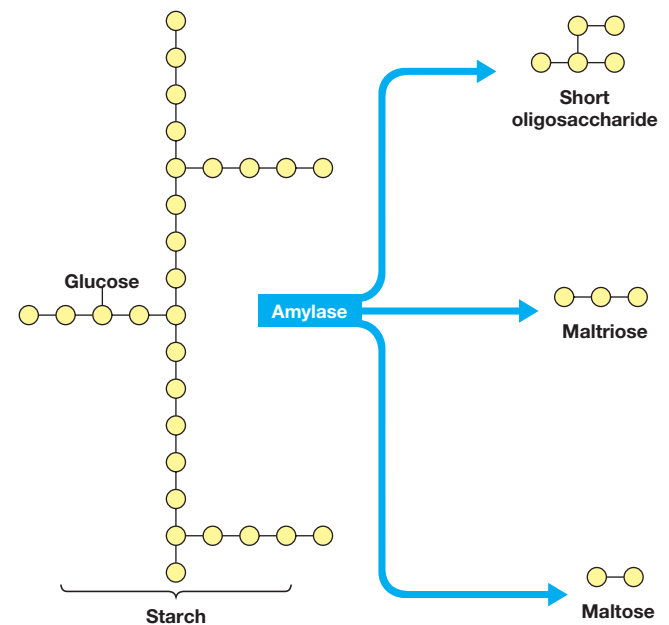 Short
oligosaccharide
Glucose
Amylase
Maltriose
Maltose
Starch